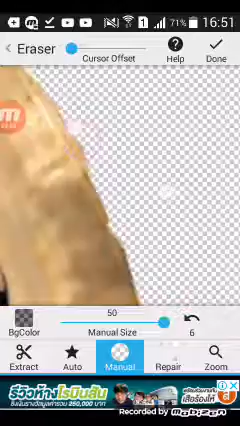 71% 16:51
Eraser
Cursor Offset
Help
Done
50
BgColor
Manual Size
6
Extract
Auto
Manual
Repair
Zoom
รีวิวห้างโรบินสัน
Recorded by Mobizen